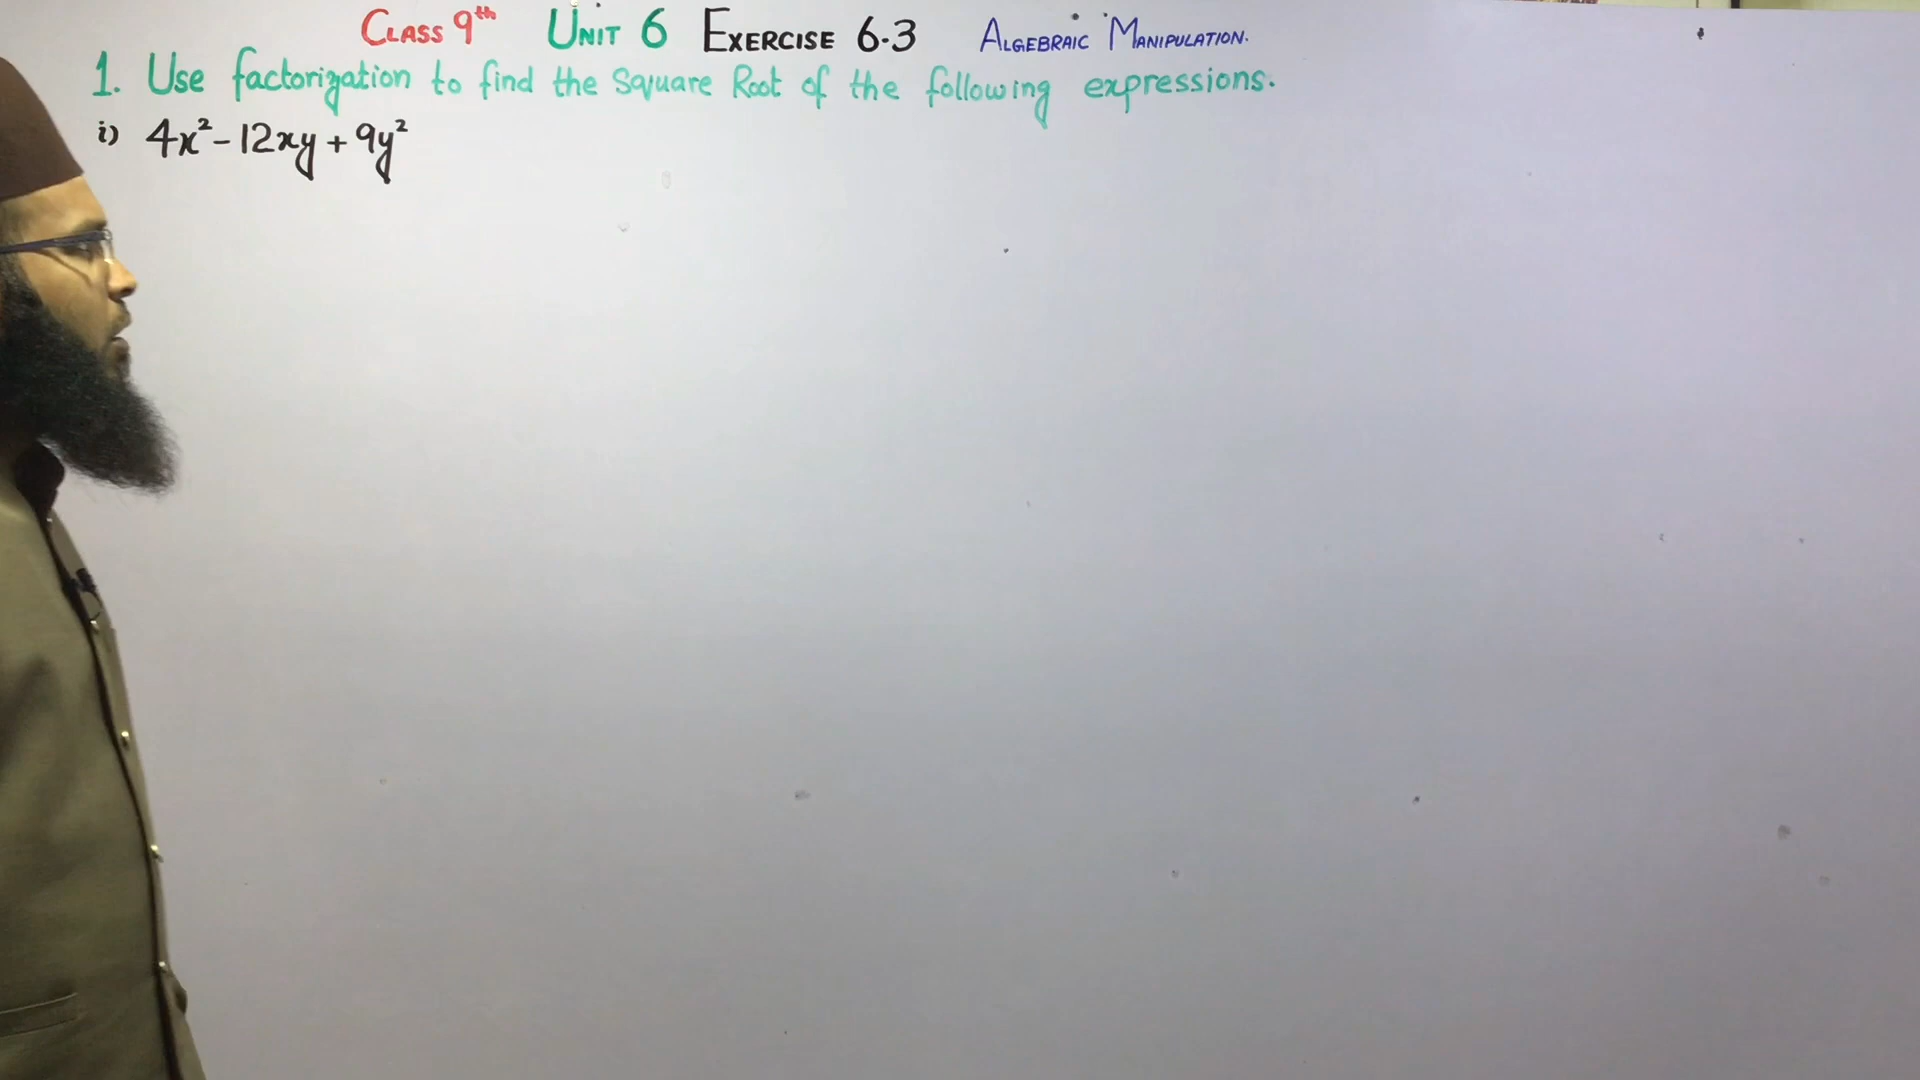 CLASS 9th UNIT 6 EXERCISE 6.3 ALGEBRAIC MANIPULATION.
1. Use factorization to find the Square Root of the following expressions.
i) 4x² - 12xy + 9y²